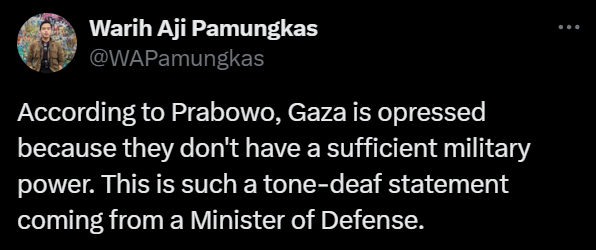 Warih Aji Pamungkas
@WAPamungkas
According to Prabowo, Gaza is opressed
because they don't have a sufficient military
power. This is such a tone-deaf statement
coming from a Minister of Defense.